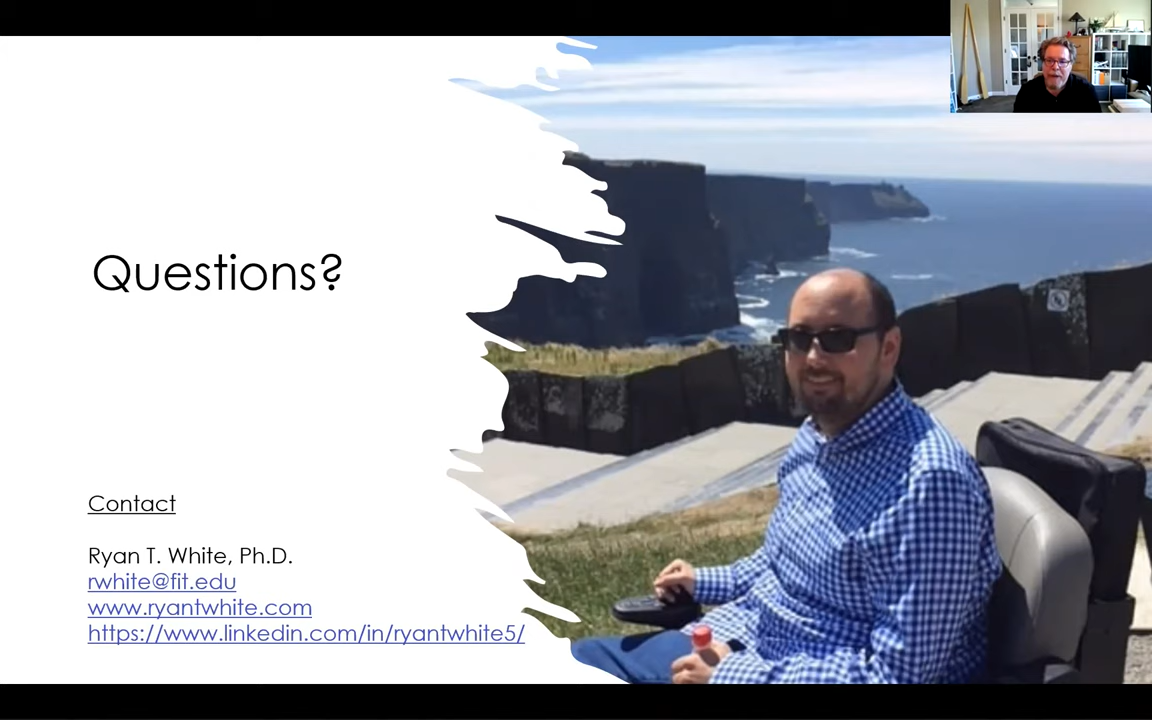 Questions?
Contact
Ryan T. White, Ph.D.
rwhite@fit.edu
www.ryantwhite.com
https://www.linkedin.com/in/ryantwhite5/